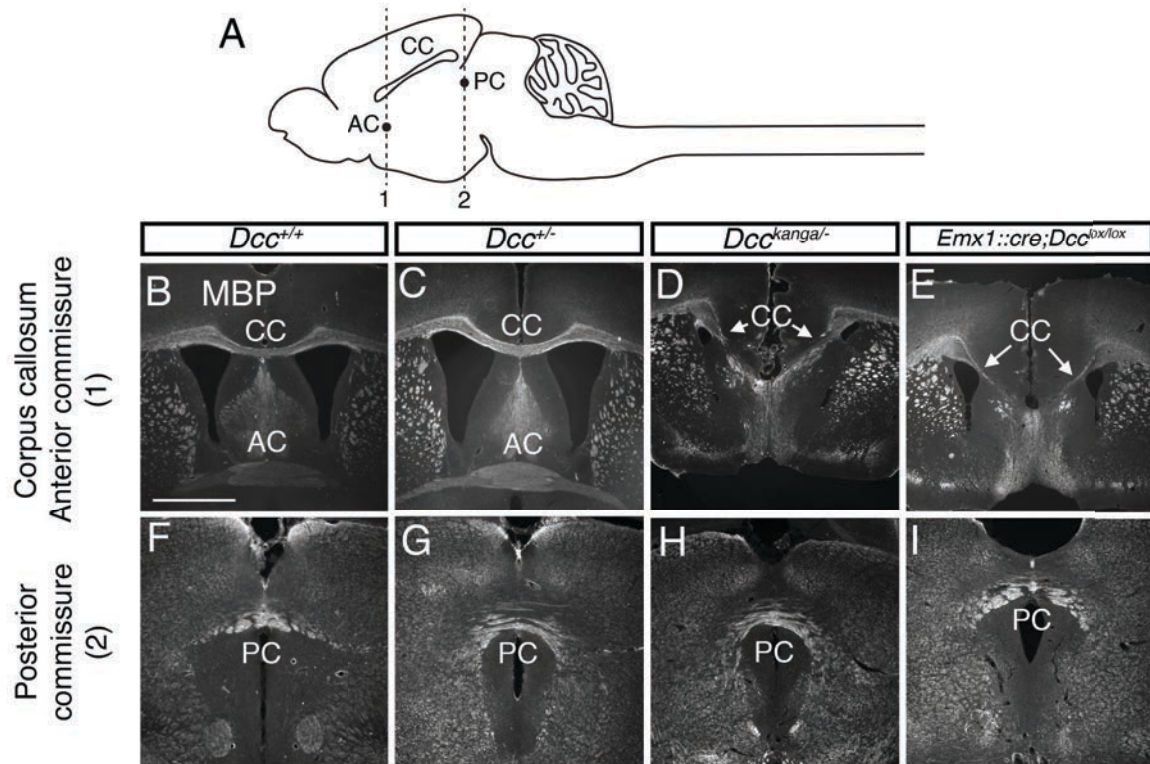 A
CC
PC
AC
1 2
Dcc+/+ Dcc+/- Dcckanga/- Emx1::cre;Dcclox/lox
Corpus callosum
Anterior commissure
(1)
B MBP
CC
AC
C
CC
AC
D
CC
E
CC
Posterior
commissure
(2)
F
PC
G
PC
H
PC
I
PC